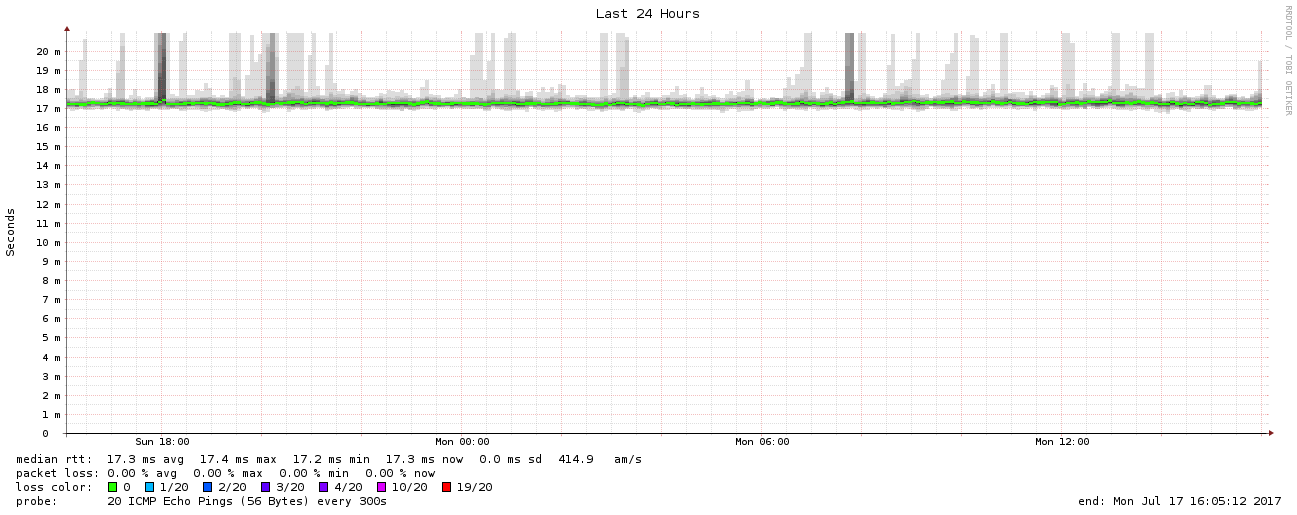 Last 24 Hours
RRDTOOL / TOBI OETIKER
Seconds
20 m
19 m
18 m
17 m
16 m
15 m
14 m
13 m
12 m
11 m
10 m
9 m
8 m
7 m
6 m
5 m
4 m
3 m
2 m
1 m
0
Sun 18:00 Mon 00:00 Mon 06:00 Mon 12:00
median rtt: 17.3 ms avg 17.4 ms max 17.2 ms min 17.3 ms now 0.0 ms sd 414.9 am/s
packet loss: 0.00 % avg 0.00 % max 0.00 % min 0.00 % now
loss color: 0 1/20 2/20 3/20 4/20 10/20 19/20
probe: 20 ICMP Echo Pings (56 Bytes) every 300s end: Mon Jul 17 16:05:12 2017